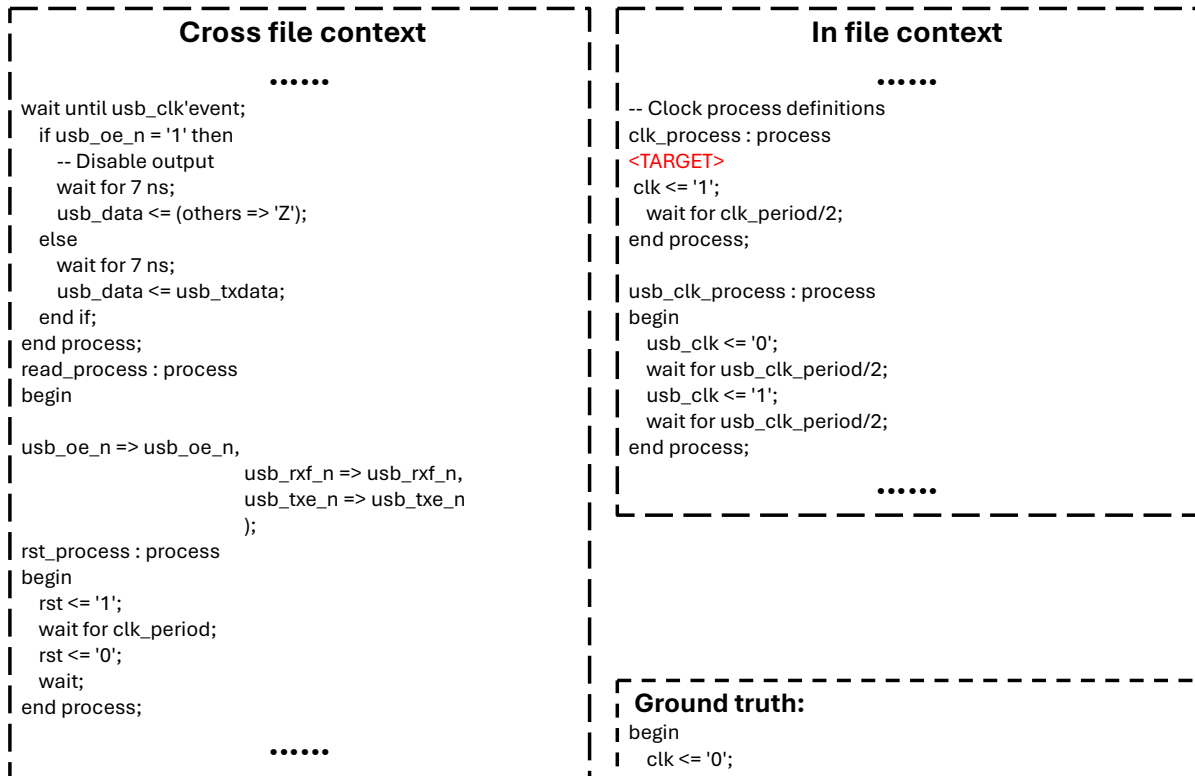 Cross file context
......
wait until usb_clk'event;
if usb_oe_n = '1' then
-- Disable output
wait for 7 ns;
usb_data <= (others => 'Z');
else
wait for 7 ns;
usb_data <= usb_txdata;
end if;
end process;
read_process : process
begin
usb_oe_n => usb_oe_n,
usb_rxf_n => usb_rxf_n,
usb_txe_n => usb_txe_n
);
rst_process : process
begin
rst <= '1';
wait for clk_period;
rst <= '0';
wait;
end process;
......
In file context
......
-- Clock process definitions
clk_process : process
<TARGET>
clk <= '1';
wait for clk_period/2;
end process;
usb_clk_process : process
begin
usb_clk <= '0';
wait for usb_clk_period/2;
usb_clk <= '1';
wait for usb_clk_period/2;
end process;
......
Ground truth:
begin
clk <= '0';